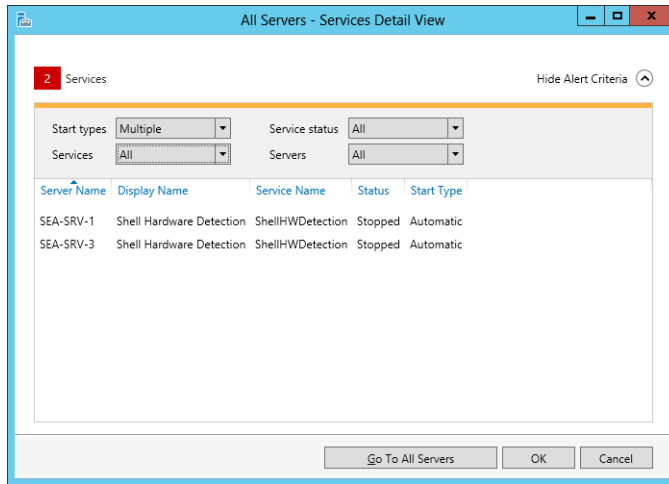 All Servers - Services Detail View
2 Services Hide Alert Criteria
Start types Multiple Service status All
Services All Servers All
Server Name Display Name Service Name Status Start Type
SEA-SRV-1 Shell Hardware Detection ShellHWDetection Stopped Automatic
SEA-SRV-3 Shell Hardware Detection ShellHWDetection Stopped Automatic
Go To All Servers OK Cancel